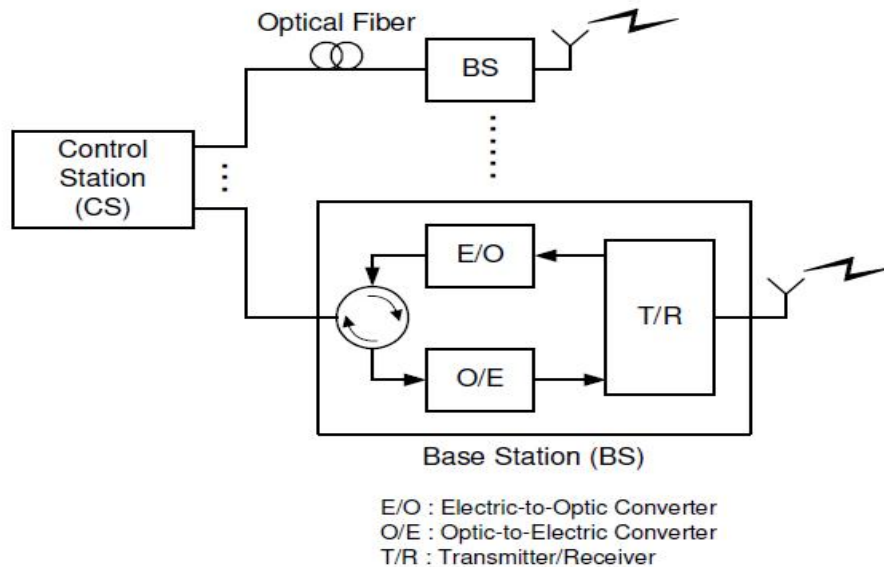 Optical Fiber
BS
Control
Station
(CS)
E/O
T/R
O/E
Base Station (BS)
E/O : Electric-to-Optic Converter
O/E : Optic-to-Electric Converter
T/R : Transmitter/Receiver